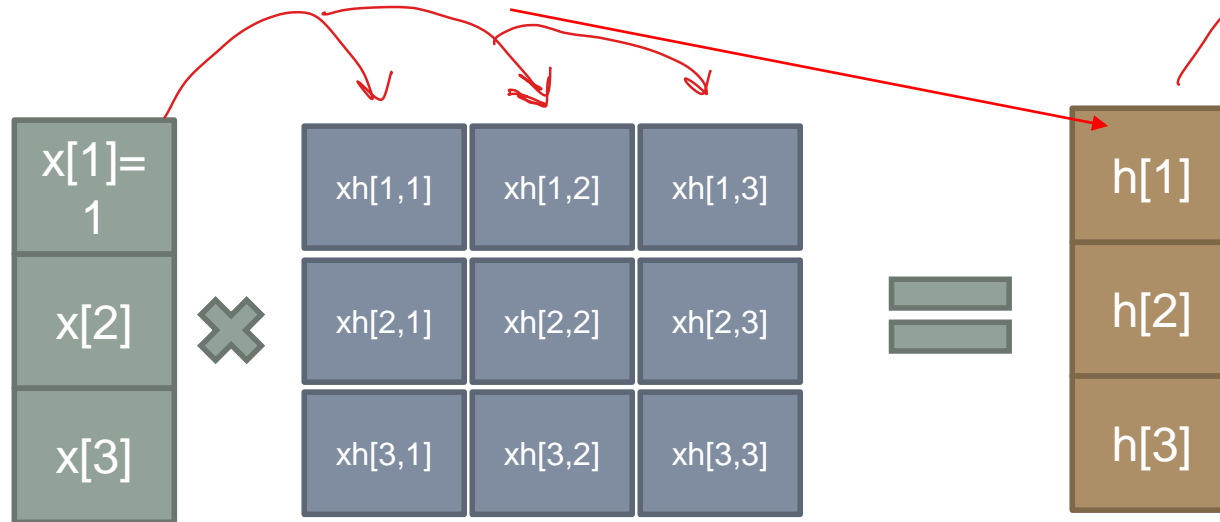 x[1]=
1
x[2]
x[3]
xh[1,1] xh[1,2] xh[1,3]
xh[2,1] xh[2,2] xh[2,3]
xh[3,1] xh[3,2] xh[3,3]
h[1]
h[2]
h[3]